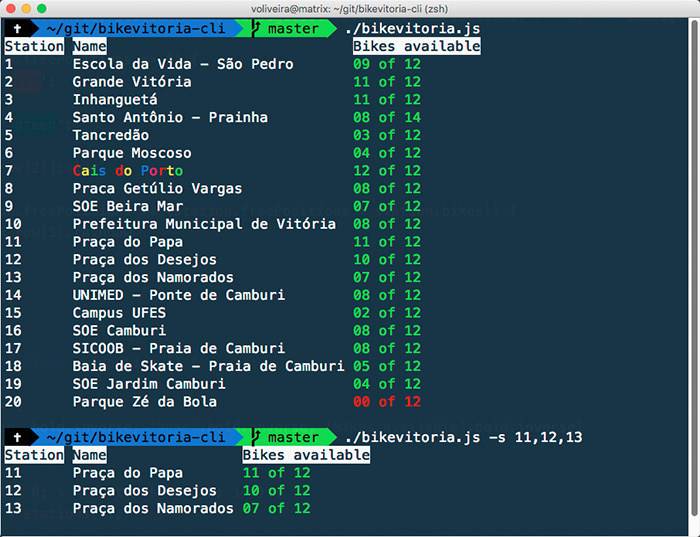 voliveira@matrix: ~/git/bikevitoria-cli (zsh)
✝ ~/git/bikevitoria-cli master ./bikevitoria.js
Station Name Bikes available
1 Escola da Vida – São Pedro 09 of 12
2 Grande Vitória 11 of 12
3 Inhanguetá 11 of 12
4 Santo Antônio – Prainha 08 of 14
5 Tancredão 03 of 12
6 Parque Moscoso 04 of 12
7 Cais do Porto 12 of 12
8 Praca Getúlio Vargas 08 of 12
9 SOE Beira Mar 07 of 12
10 Prefeitura Municipal de Vitória 08 of 12
11 Praça do Papa 11 of 12
12 Praça dos Desejos 10 of 12
13 Praça dos Namorados 07 of 12
14 UNIMED – Ponte de Camburi 08 of 12
15 Campus UFES 02 of 12
16 SOE Camburi 08 of 12
17 SICOOB – Praia de Camburi 08 of 12
18 Baia de Skate – Praia de Camburi 05 of 12
19 SOE Jardim Camburi 04 of 12
20 Parque Zé da Bola 00 of 12
✝ ~/git/bikevitoria-cli master ./bikevitoria.js -s 11,12,13
Station Name Bikes available
11 Praça do Papa 11 of 12
12 Praça dos Desejos 10 of 12
13 Praça dos Namorados 07 of 12